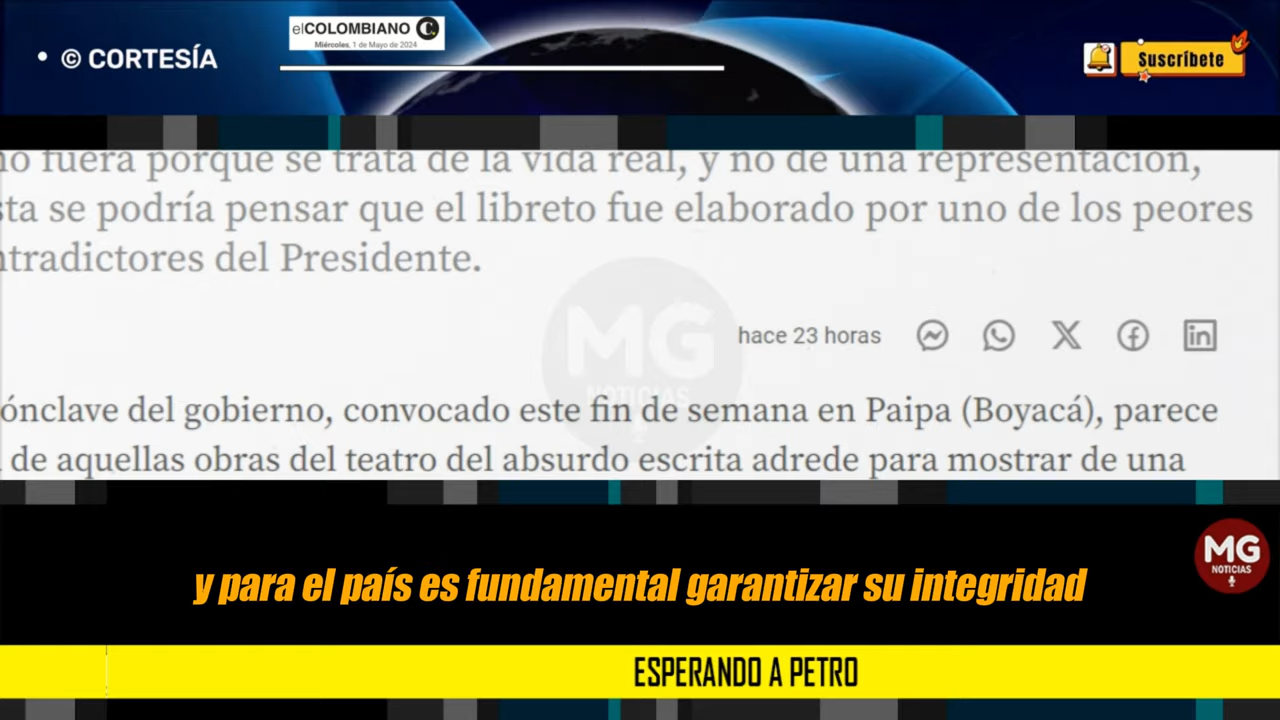 elCOLOMBIANO C.
Miércoles, 1 de Mayo de 2024
• © CORTESÍA
Suscríbete
no fuera porque se trata de la vida real, y no de una representación,
sta se podría pensar que el libreto fue elaborado por uno de los peores
ntradictores del Presidente.
hace 23 horas
MG
NOTICIAS
ónclave del gobierno, convocado este fin de semana en Paipa (Boyacá), parece
de aquellas obras del teatro del absurdo escrita adrede para mostrar de una
MG
NOTICIAS
y para el país es fundamental garantizar su integridad
ESPERANDO A PETRO